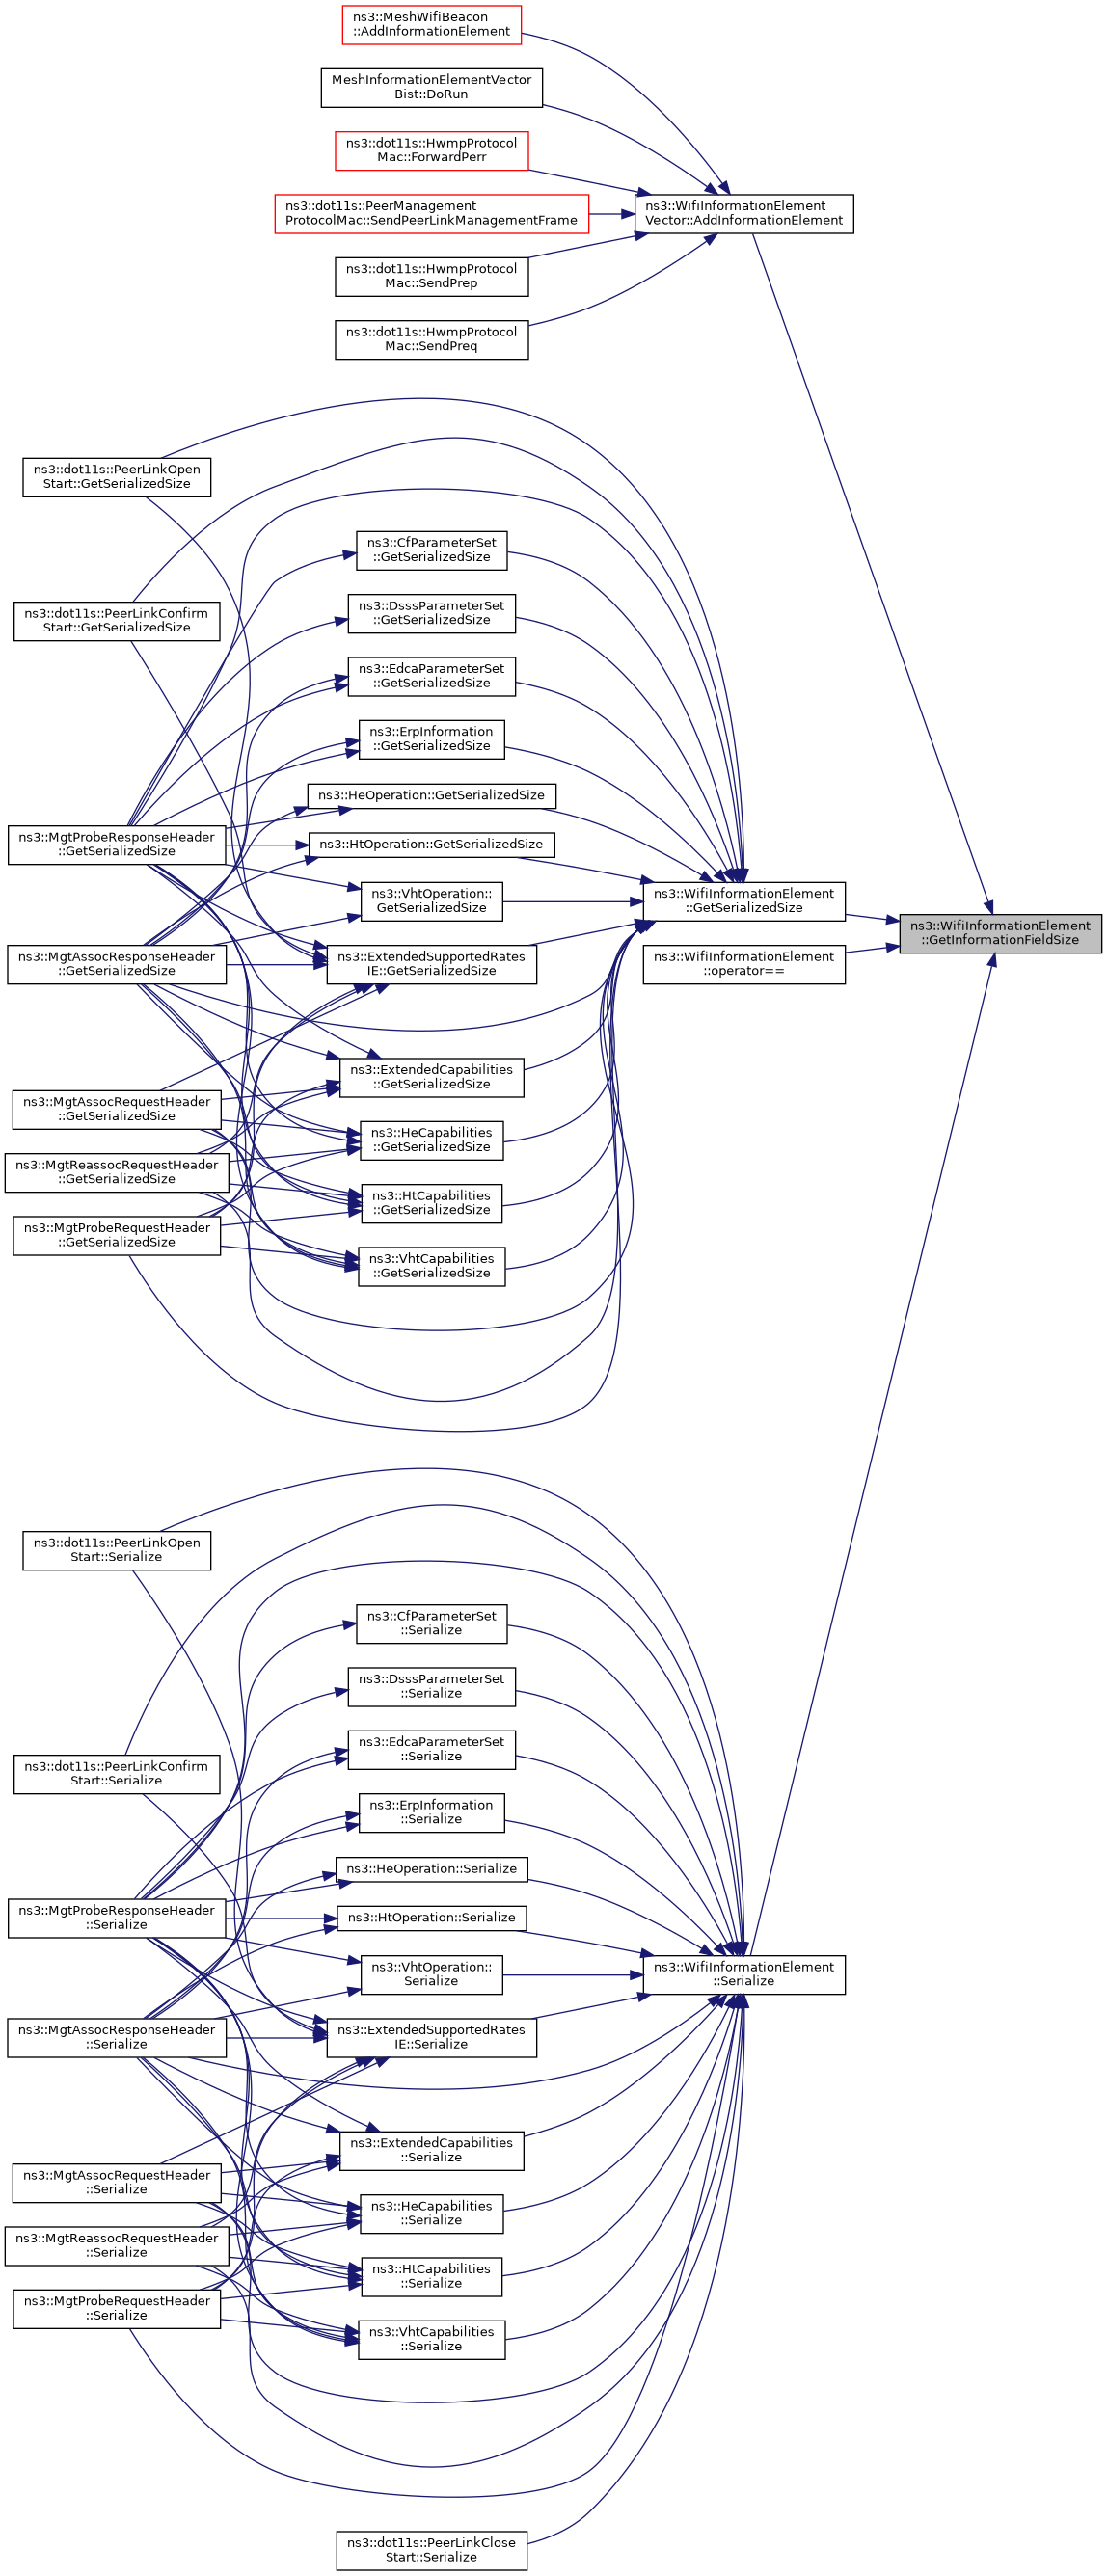 ns3::MeshWifiBeacon
::AddInformationElement
MeshInformationElementVector
Bist::DoRun
ns3::dot11s::HwmpProtocol
Mac::ForwardPerr
ns3::dot11s::PeerManagement
ProtocolMac::SendPeerLinkManagementFrame
ns3::WifiInformationElement
Vector::AddInformationElement
ns3::dot11s::HwmpProtocol
Mac::SendPrep
ns3::dot11s::HwmpProtocol
Mac::SendPreq
ns3::dot11s::PeerLinkOpen
Start::GetSerializedSize
ns3::CfParameterSet
::GetSerializedSize
ns3::dot11s::PeerLinkConfirm
Start::GetSerializedSize
ns3::DsssParameterSet
::GetSerializedSize
ns3::EdcaParameterSet
::GetSerializedSize
ns3::ErpInformation
::GetSerializedSize
ns3::HeOperation::GetSerializedSize
ns3::MgtProbeResponseHeader
::GetSerializedSize
ns3::HtOperation::GetSerializedSize
ns3::VhtOperation::
GetSerializedSize
ns3::WifiInformationElement
::GetSerializedSize
ns3::WifiInformationElement
::GetInformationFieldSize
ns3::MgtAssocResponseHeader
::GetSerializedSize
ns3::ExtendedSupportedRates
IE::GetSerializedSize
ns3::WifiInformationElement
::operator==
ns3::ExtendedCapabilities
::GetSerializedSize
ns3::MgtAssocRequestHeader
::GetSerializedSize
ns3::HeCapabilities
::GetSerializedSize
ns3::MgtReassocRequestHeader
::GetSerializedSize
ns3::HtCapabilities
::GetSerializedSize
ns3::MgtProbeRequestHeader
::GetSerializedSize
ns3::VhtCapabilities
::GetSerializedSize
ns3::dot11s::PeerLinkOpen
Start::Serialize
ns3::CfParameterSet
::Serialize
ns3::DsssParameterSet
::Serialize
ns3::EdcaParameterSet
::Serialize
ns3::dot11s::PeerLinkConfirm
Start::Serialize
ns3::ErpInformation
::Serialize
ns3::HeOperation::Serialize
ns3::MgtProbeResponseHeader
::Serialize
ns3::HtOperation::Serialize
ns3::VhtOperation::
Serialize
ns3::WifiInformationElement
::Serialize
ns3::MgtAssocResponseHeader
::Serialize
ns3::ExtendedSupportedRates
IE::Serialize
ns3::ExtendedCapabilities
::Serialize
ns3::MgtAssocRequestHeader
::Serialize
ns3::HeCapabilities
::Serialize
ns3::MgtReassocRequestHeader
::Serialize
ns3::HtCapabilities
::Serialize
ns3::MgtProbeRequestHeader
::Serialize
ns3::VhtCapabilities
::Serialize
ns3::dot11s::PeerLinkClose
Start::Serialize